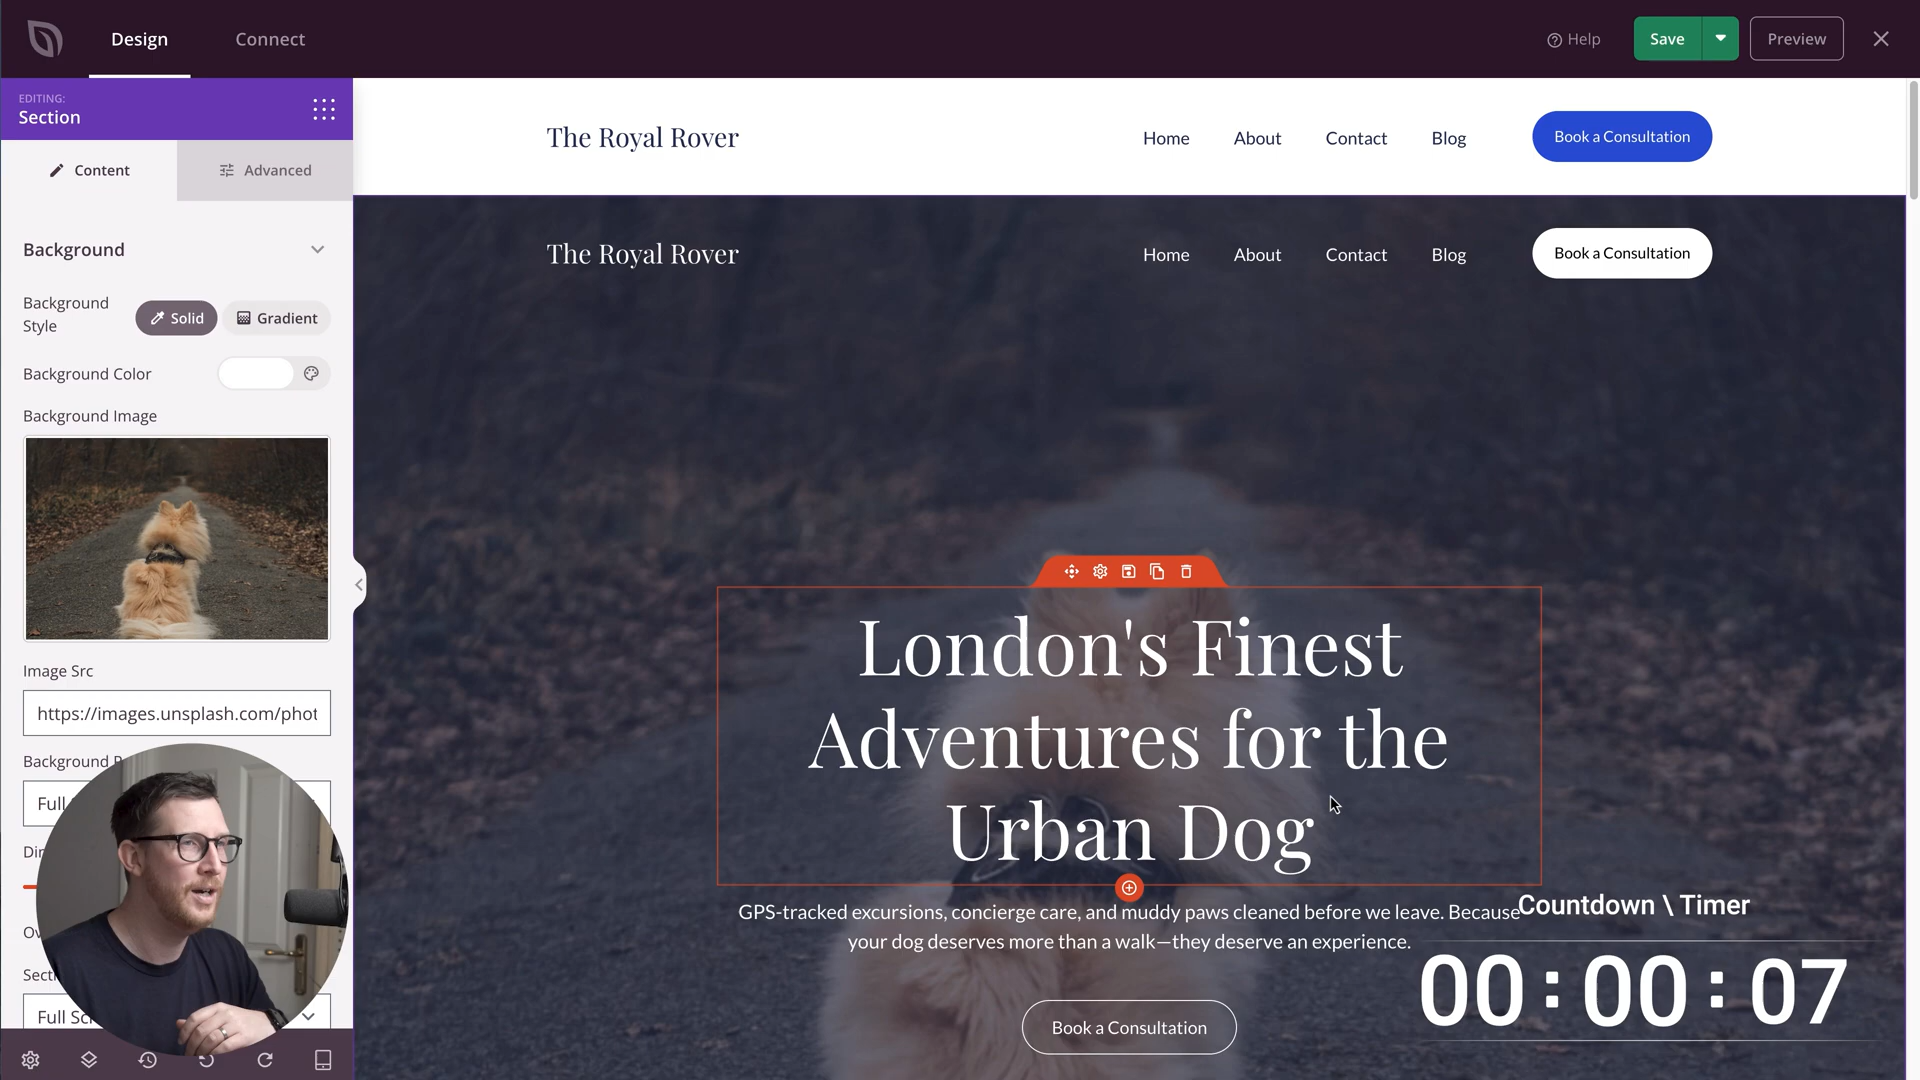 Design
Connect
Help
Save
Preview
EDITING:
Section
Content
Advanced
Background
Background
Style
Solid
Gradient
Background Color
Background Image
Image Src
https://images.unsplash.com/phot
Background
Full
Full
The Royal Rover
Home
About
Contact
Blog
Book a Consultation
The Royal Rover
Home
About
Contact
Blog
Book a Consultation
London's Finest
Adventures for the
Urban Dog
GPS-tracked excursions, concierge care, and muddy paws cleaned before we leave. Because
your dog deserves more than a walk—they deserve an experience.
Book a Consultation
Countdown \ Timer
00 : 00 : 07